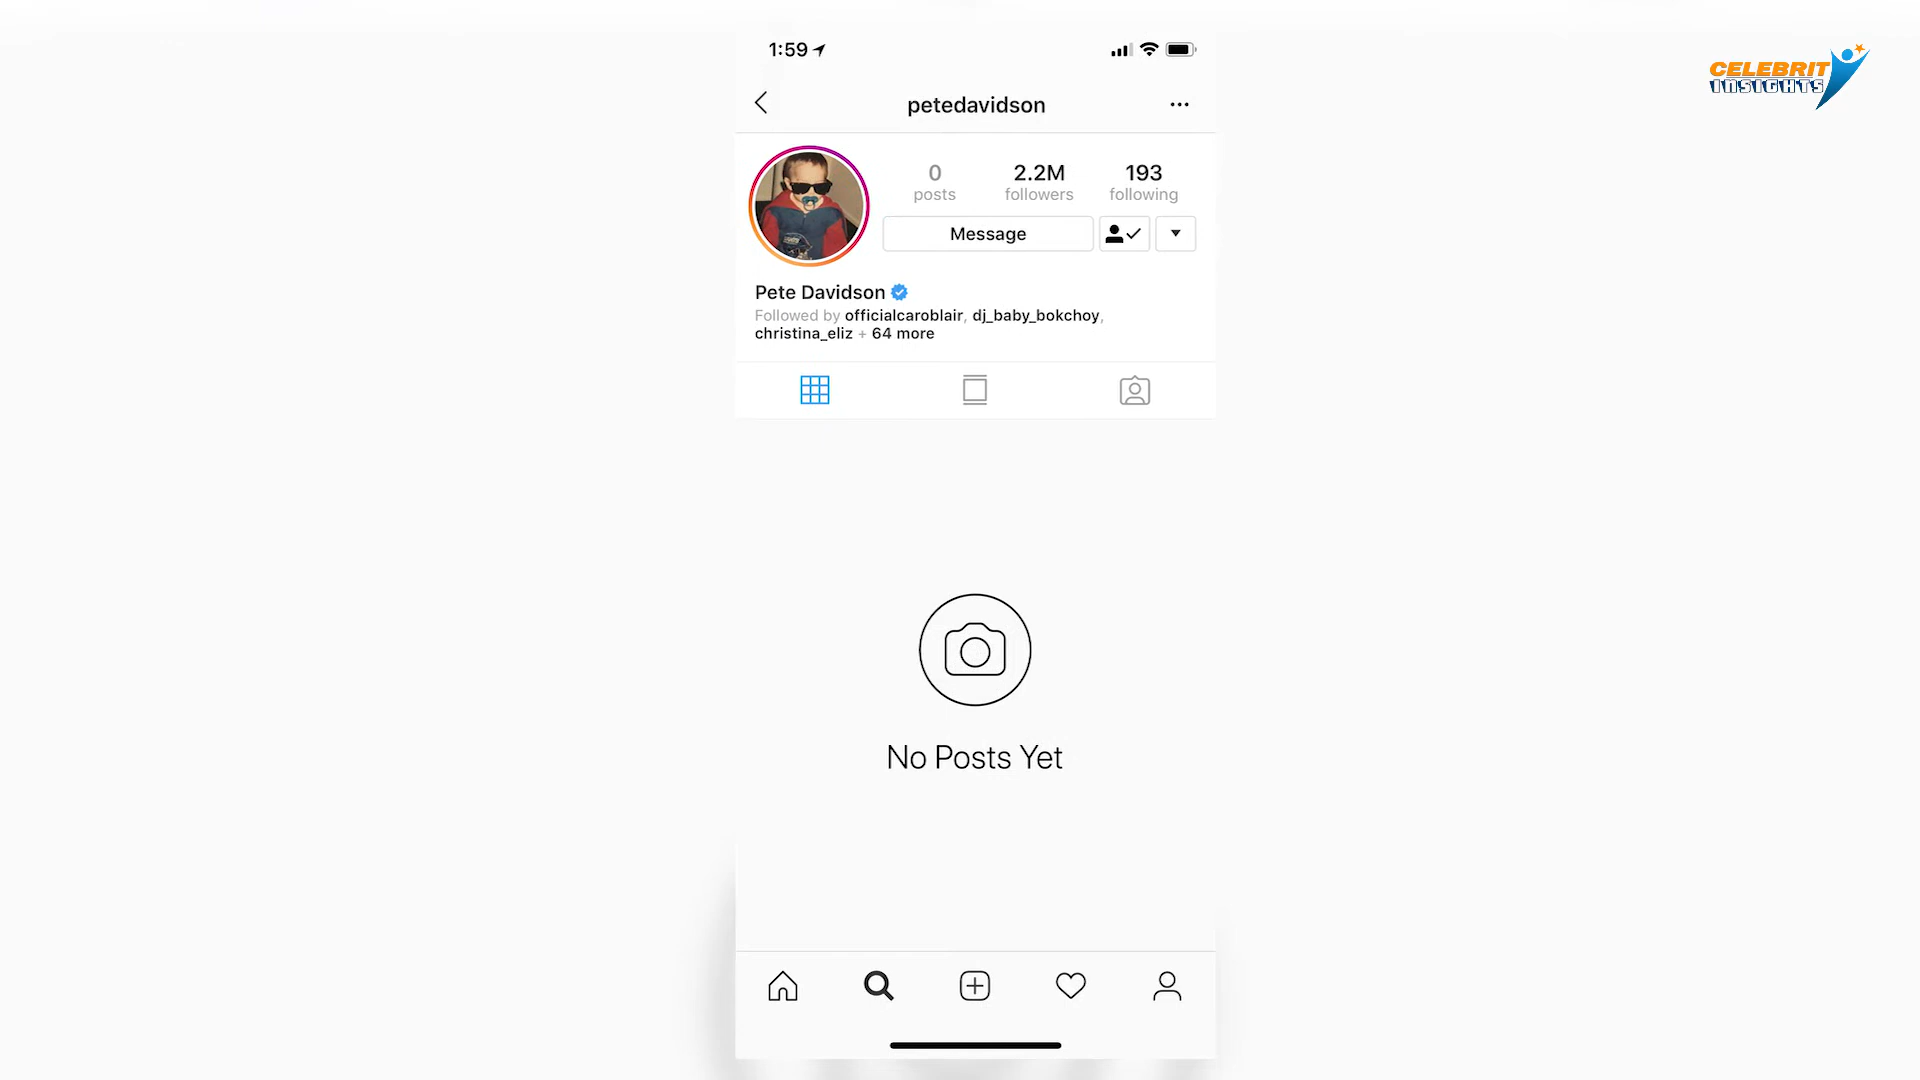 1:59
CELEBRIT
INSIGHTS
petedavidson
0 2.2M 193
posts followers following
Message
Pete Davidson
Followed by officialcaroblair, dj_baby_bokchoy,
christina_eliz + 64 more
No Posts Yet